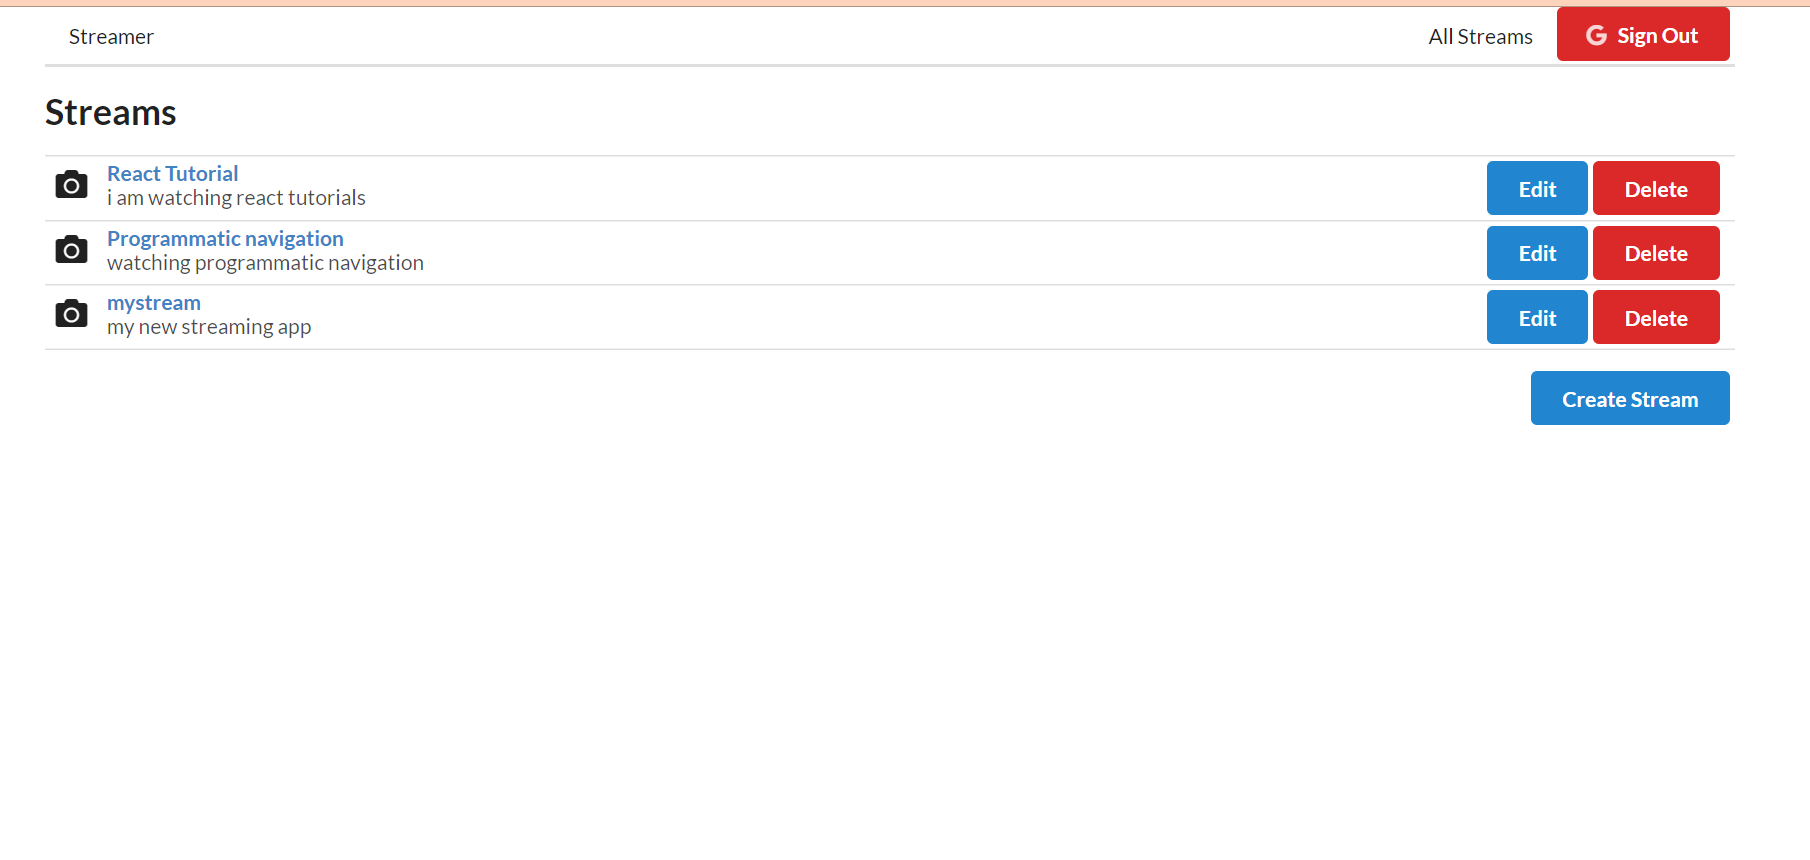 Streamer
All Streams
Sign Out
Streams
React Tutorial
i am watching react tutorials
Edit
Delete
Programmatic navigation
watching programmatic navigation
Edit
Delete
mystream
my new streaming app
Edit
Delete
Create Stream